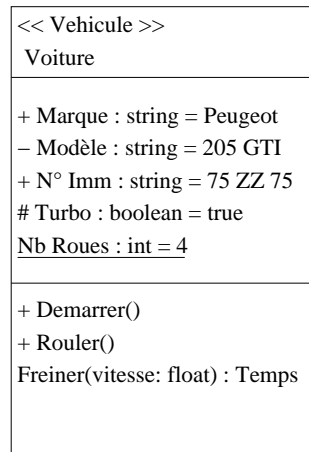 << Vehicule >>
Voiture
+ Marque : string = Peugeot
− Modèle : string = 205 GTI
+ N° Imm : string = 75 ZZ 75
# Turbo : boolean = true
Nb Roues : int = 4
+ Demarrer()
+ Rouler()
Freiner(vitesse: float) : Temps